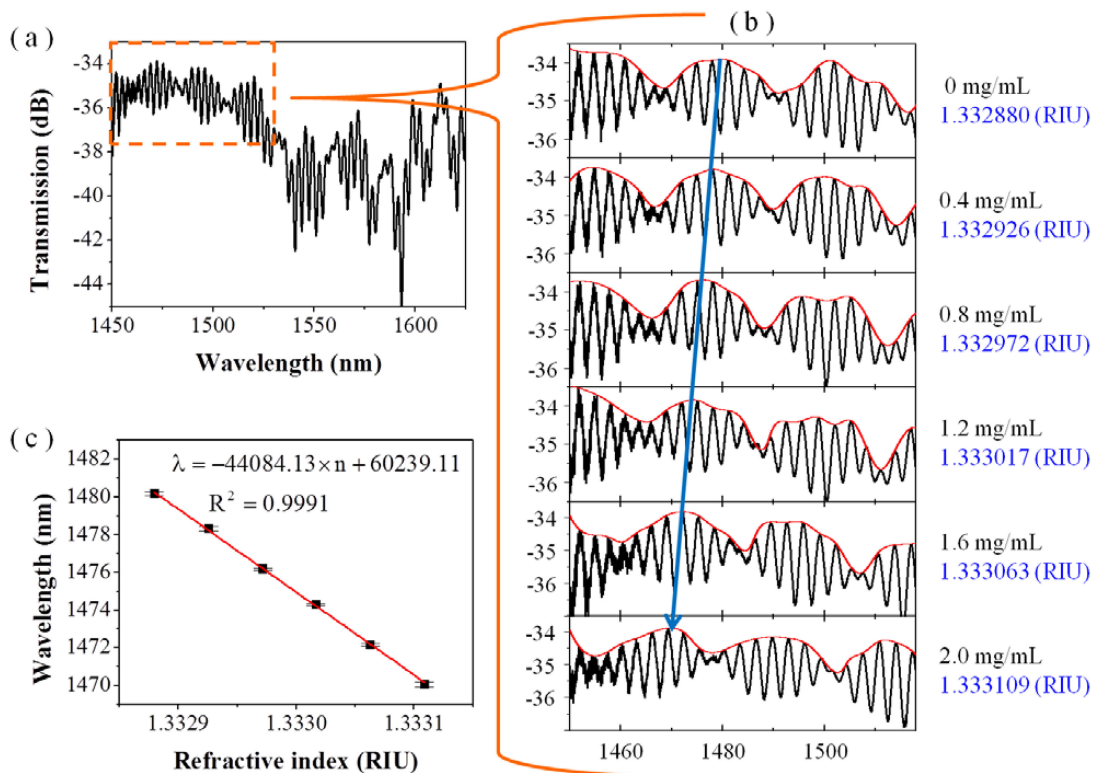 ( a )
-34
-36
-38
-40
-42
-44
Transmission (dB)
1450 1500 1550 1600
Wavelength (nm)
( b )
-34
-35
-36
0 mg/mL
1.332880 (RIU)
-34
-35
-36
0.4 mg/mL
1.332926 (RIU)
-34
-35
-36
0.8 mg/mL
1.332972 (RIU)
-34
-35
-36
1.2 mg/mL
1.333017 (RIU)
-34
-35
-36
1.6 mg/mL
1.333063 (RIU)
-34
-35
-36
2.0 mg/mL
1.333109 (RIU)
1460 1480 1500
( c )
λ = −44084.13×n + 60239.11
R² = 0.9991
1482
1480
1478
1476
1474
1472
1470
Wavelength (nm)
1.3329 1.3330 1.3331
Refractive index (RIU)